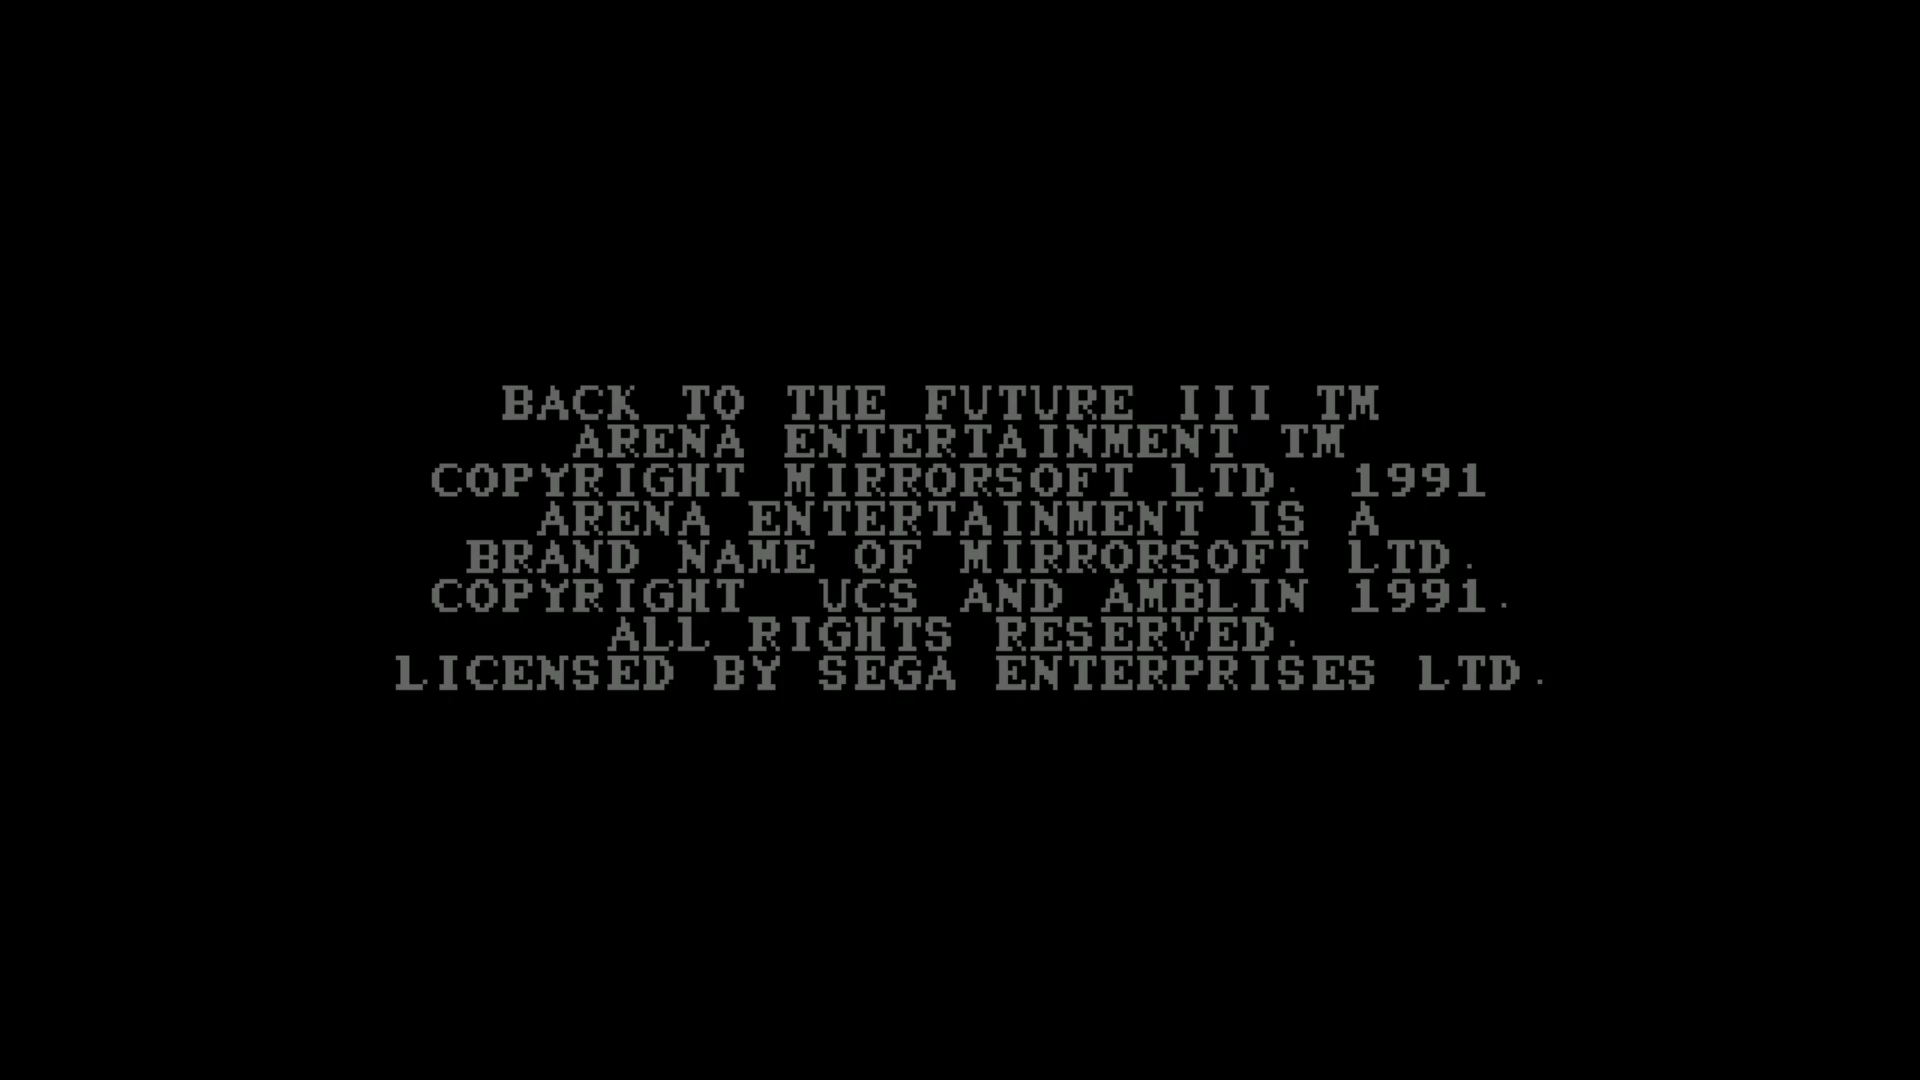 BACK TO THE FUTURE III TM
ARENA ENTERTAINMENT TM
COPYRIGHT MIRRORSOFT LTD. 1991
ARENA ENTERTAINMENT IS A
BRAND NAME OF MIRRORSOFT LTD.
COPYRIGHT UCS AND AMBLIN 1991.
ALL RIGHTS RESERVED.
LICENSED BY SEGA ENTERPRISES LTD.